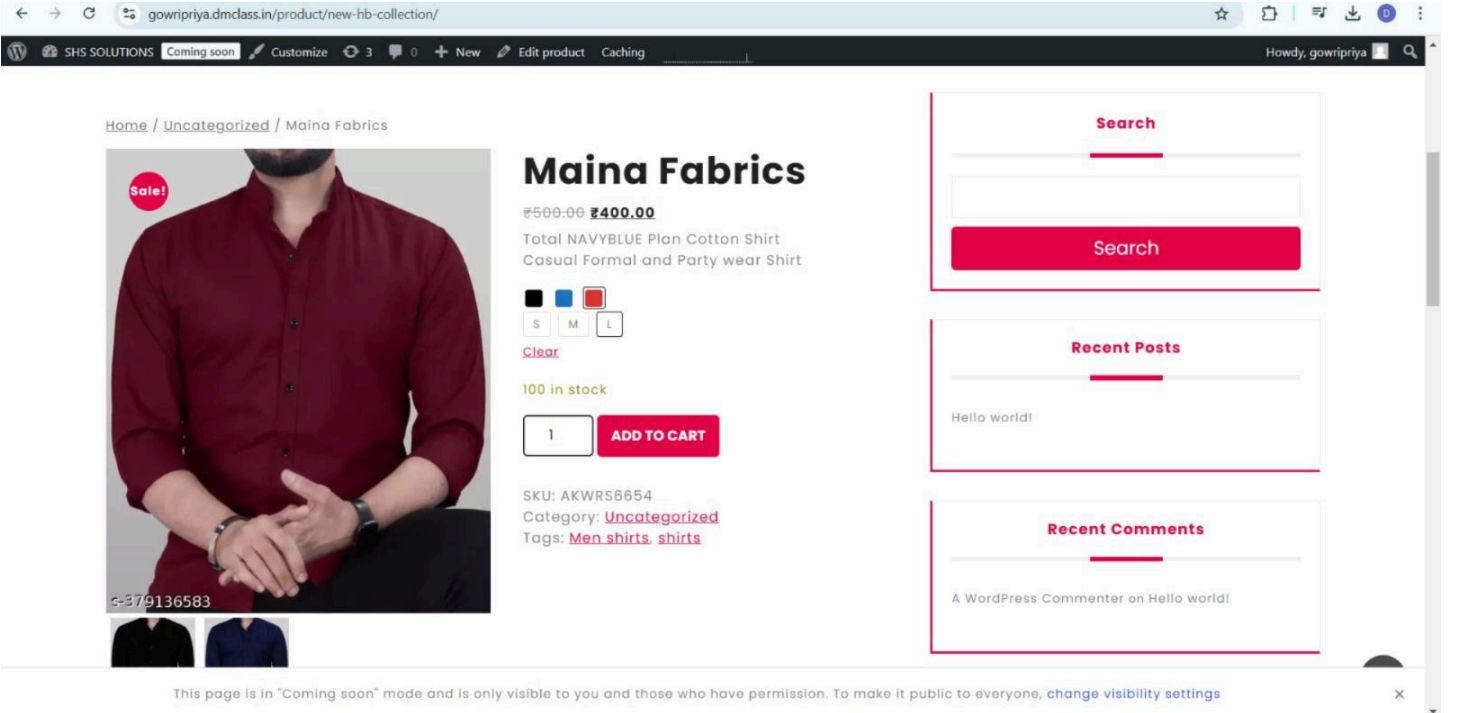 gowripriya.dmclass.in/product/new-hb-collection/
D
SHS SOLUTIONS Coming soon Customize 3 0 New Edit product Caching
Howdy, gowripriya
Home / Uncategorized / Maina Fabrics
Sale!
s-379136583
Maina Fabrics
₹500.00 ₹400.00
Total NAVYBLUE Plan Cotton Shirt
Casual Formal and Party wear Shirt
S M L
Clear
100 in stock
1 ADD TO CART
SKU: AKWRS6654
Category: Uncategorized
Tags: Men shirts, shirts
Search
Search
Recent Posts
Hello world!
Recent Comments
A WordPress Commenter on Hello world!
This page is in "Coming soon" mode and is only visible to you and those who have permission. To make it public to everyone, change visibility settings